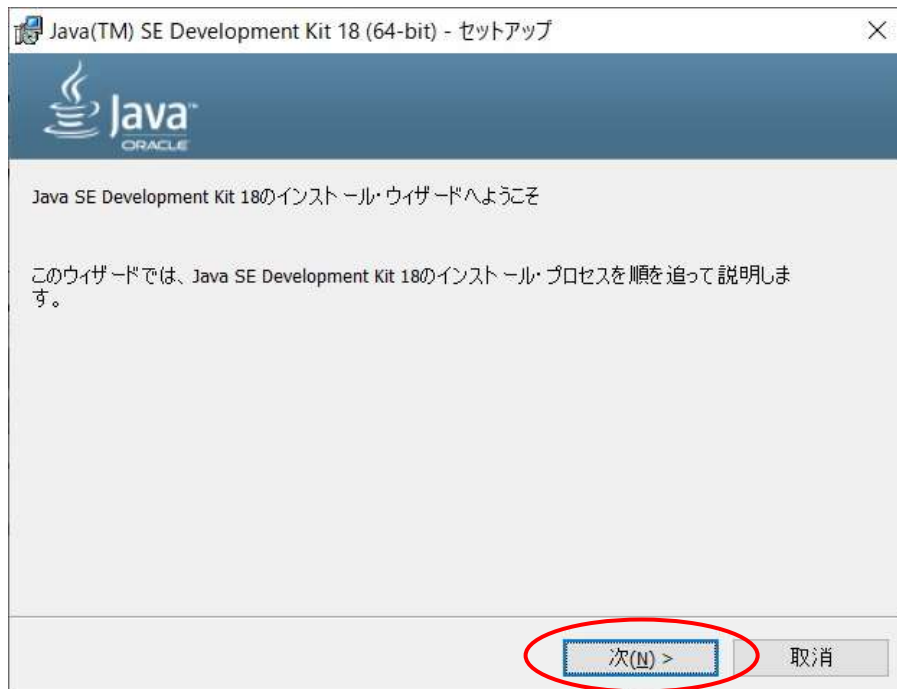 Java(TM) SE Development Kit 18 (64-bit) - セットアップ
Java™
ORACLE
Java SE Development Kit 18のインストール・ウィザードへようこそ
このウィザードでは、Java SE Development Kit 18のインストール・プロセスを順を追って説明しま
す。
次(N) >
取消